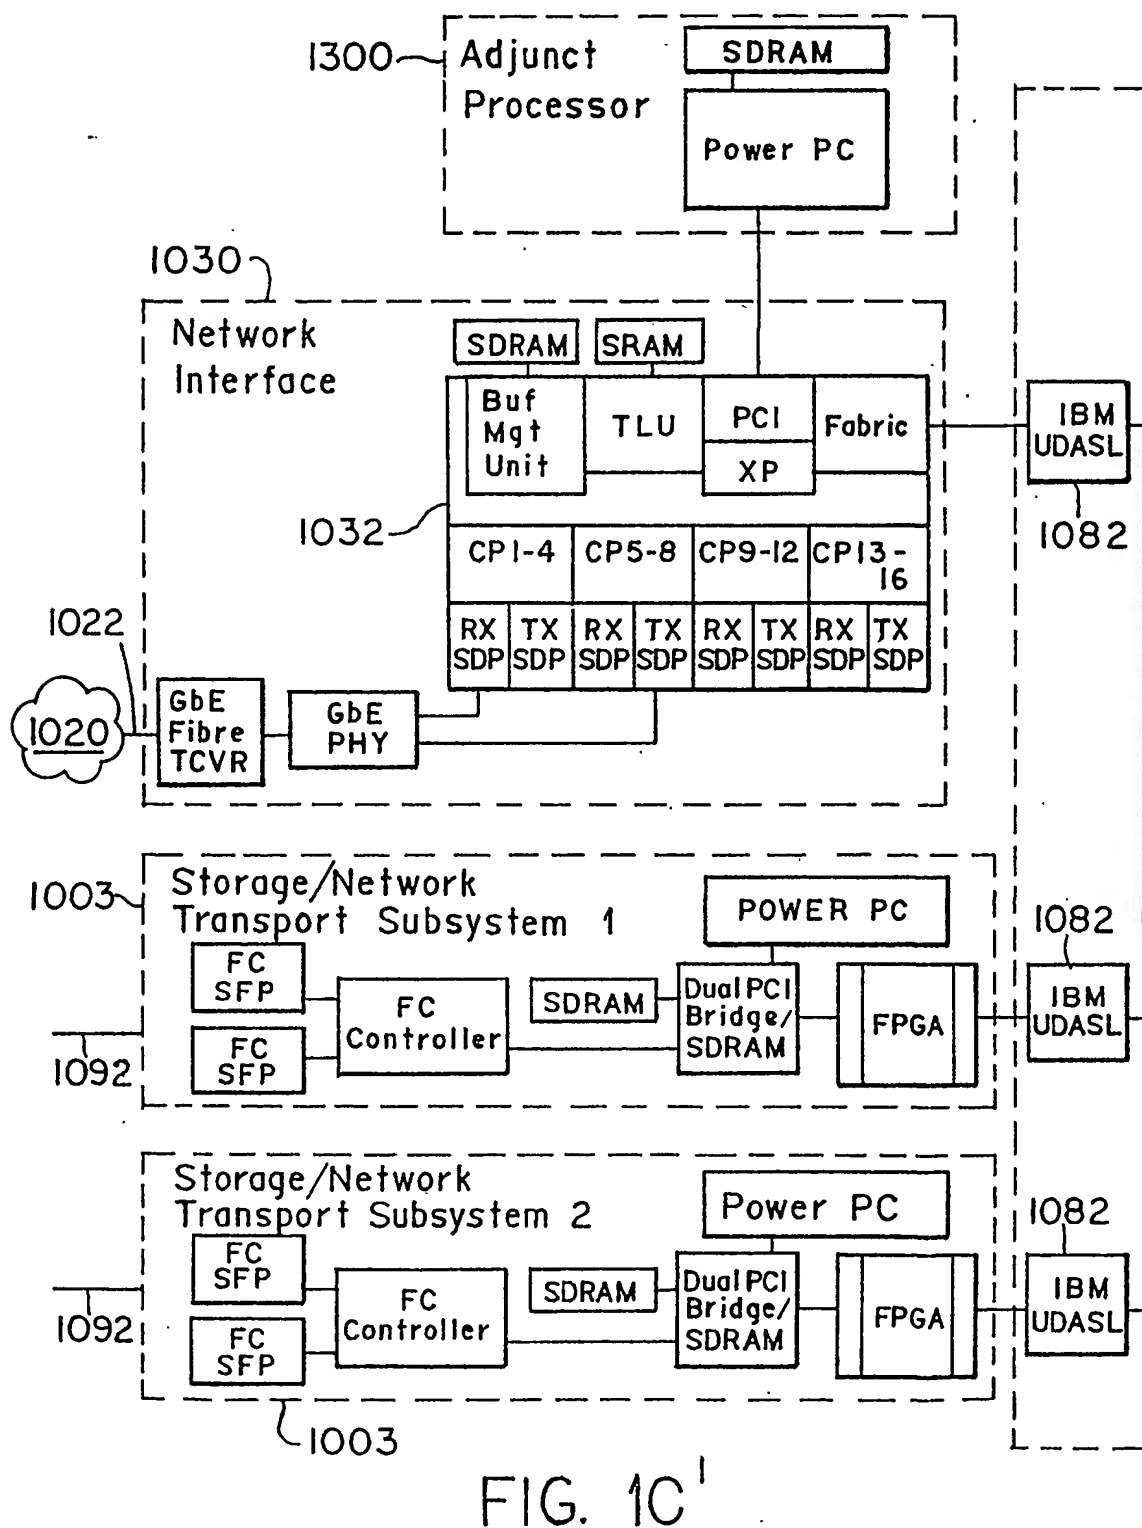 1300
Adjunct
Processor
SDRAM
Power PC
1030
Network
Interface
SDRAM
SRAM
Buf
Mgt
Unit
TLU
PCI
XP
Fabric
IBM
UDASL
1082
1032
CP1-4
CP5-8
CP9-12
CP13-
16
RX
SDP
TX
SDP
RX
SDP
TX
SDP
RX
SDP
TX
SDP
RX
SDP
TX
SDP
1022
1020
GbE
Fibre
TCVR
GbE
PHY
1003
Storage/Network
Transport Subsystem 1
POWER PC
FC
SFP
FC
SFP
FC
Controller
SDRAM
Dual PCI
Bridge/
SDRAM
FPGA
1082
IBM
UDASL
1092
Storage/Network
Transport Subsystem 2
Power PC
FC
SFP
FC
SFP
FC
Controller
SDRAM
Dual PCI
Bridge/
SDRAM
FPGA
1082
IBM
UDASL
1092
1003
FIG. 1C'